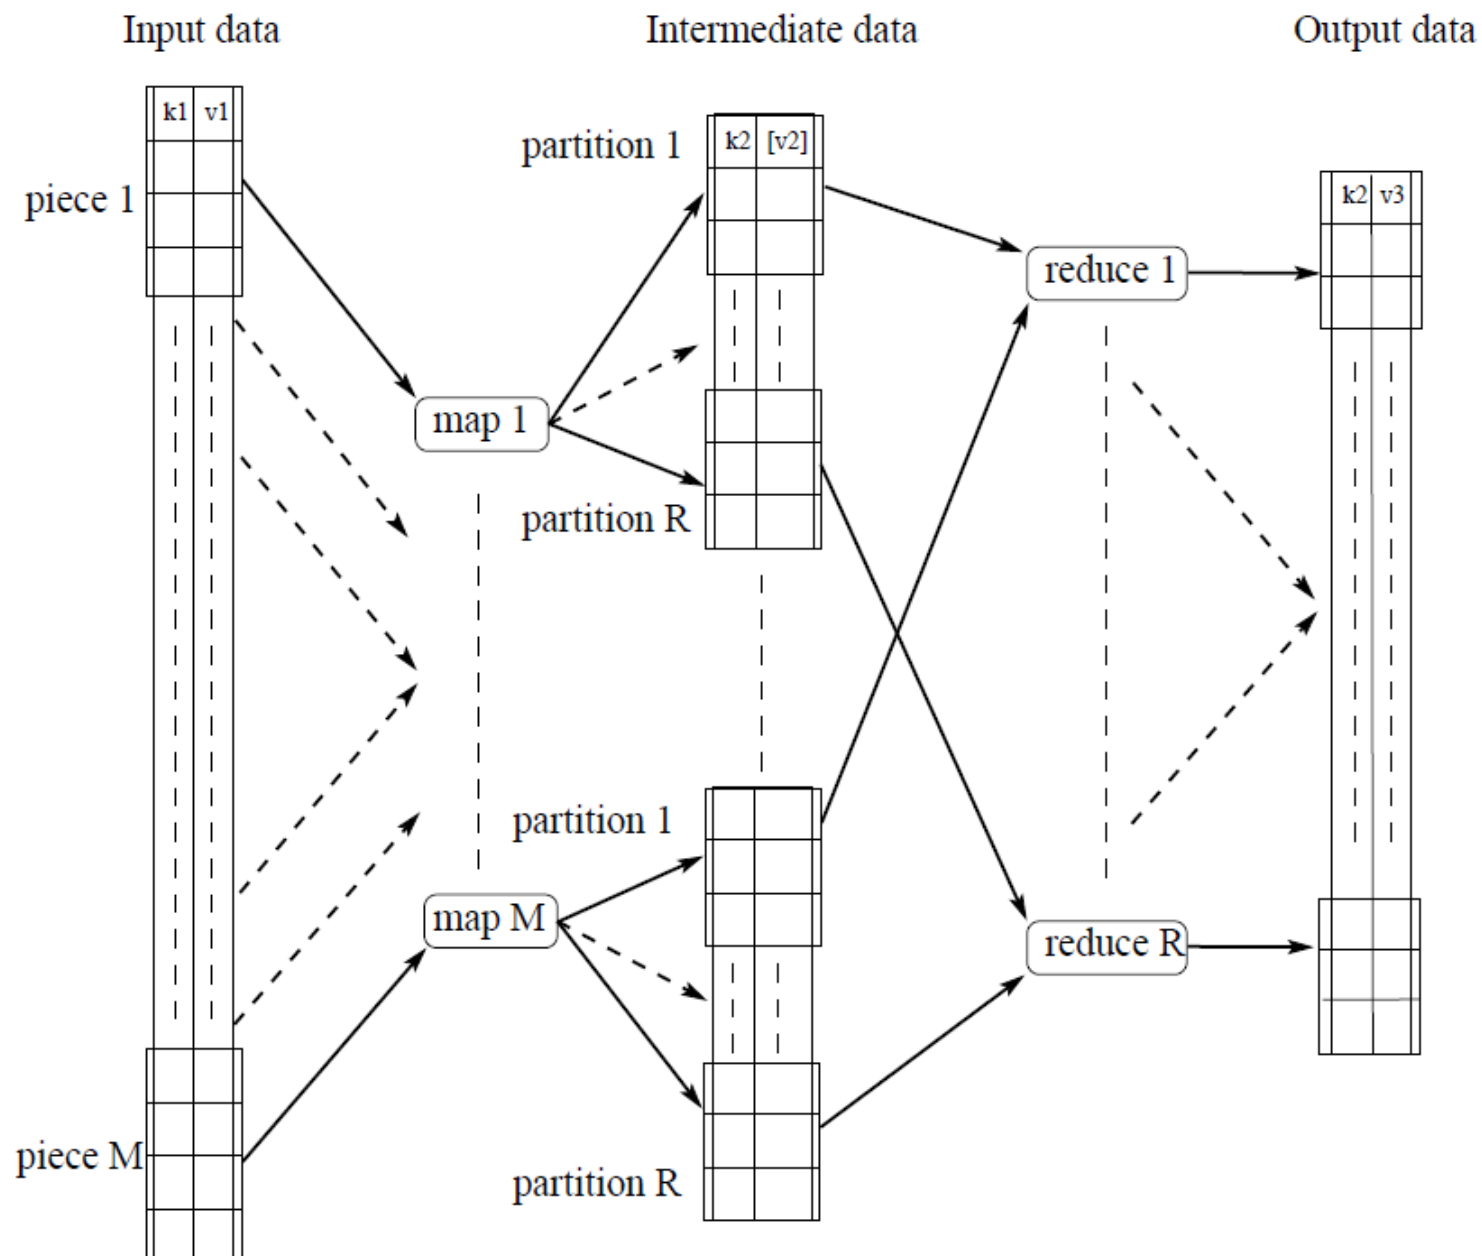 Input data
Intermediate data
Output data
k1 v1
partition 1
k2 [v2]
piece 1
k2 v3
reduce 1
map 1
partition R
partition 1
map M
reduce R
piece M
partition R